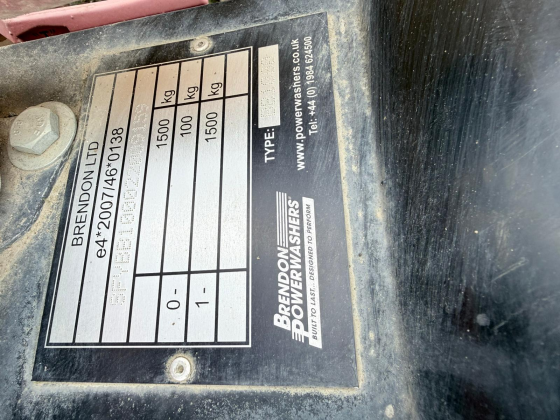 BRENDON LTD
e4*2007/46*0138
1500 kg
0 - 100 kg
1 - 1500 kg
TYPE:
BRENDON
POWERWASHERS
BUILT TO LAST...DESIGNED TO PERFORM
www.powerwashers.co.uk
Tel: +44 (0) 1984 624500